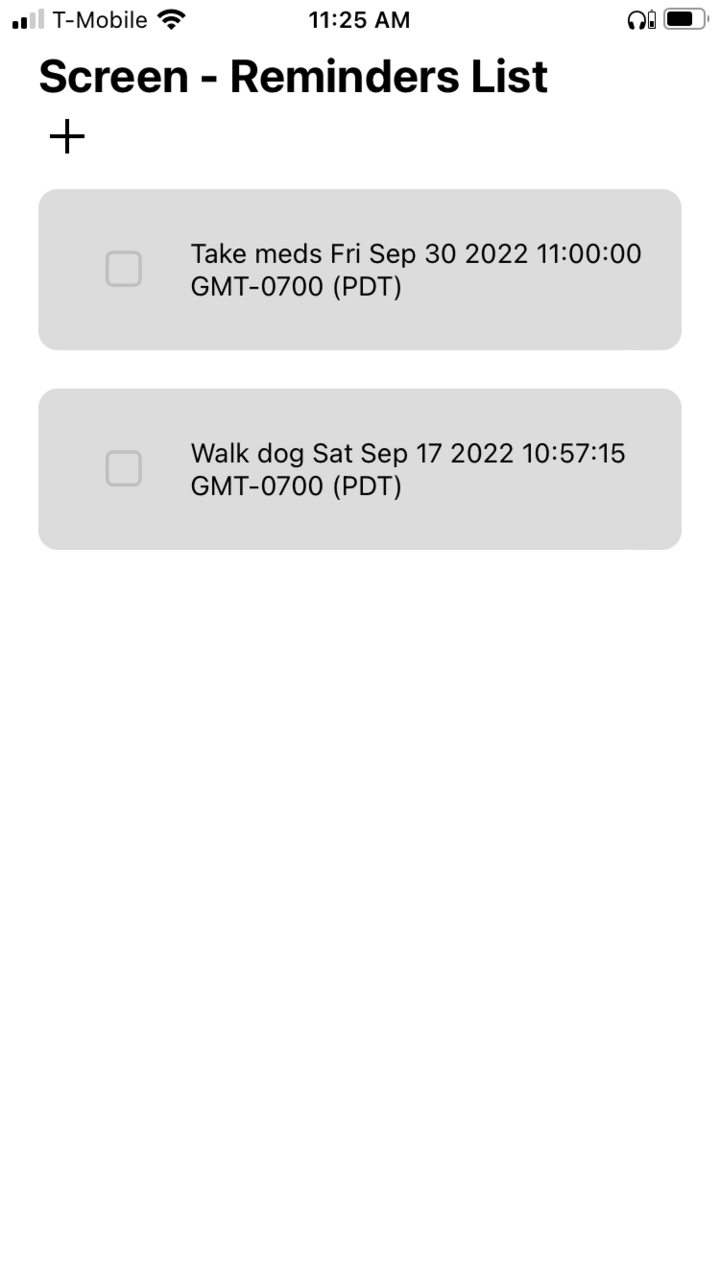 T-Mobile 11:25 AM
Screen - Reminders List
Take meds Fri Sep 30 2022 11:00:00
GMT-0700 (PDT)
Walk dog Sat Sep 17 2022 10:57:15
GMT-0700 (PDT)